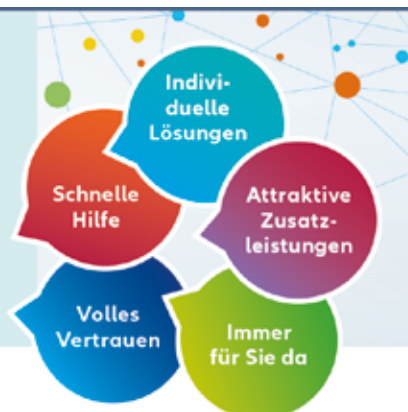 Indivi-
duelle
Lösungen
Schnelle
Hilfe
Attraktive
Zusatz-
leistungen
Volles
Vertrauen
Immer
für Sie da